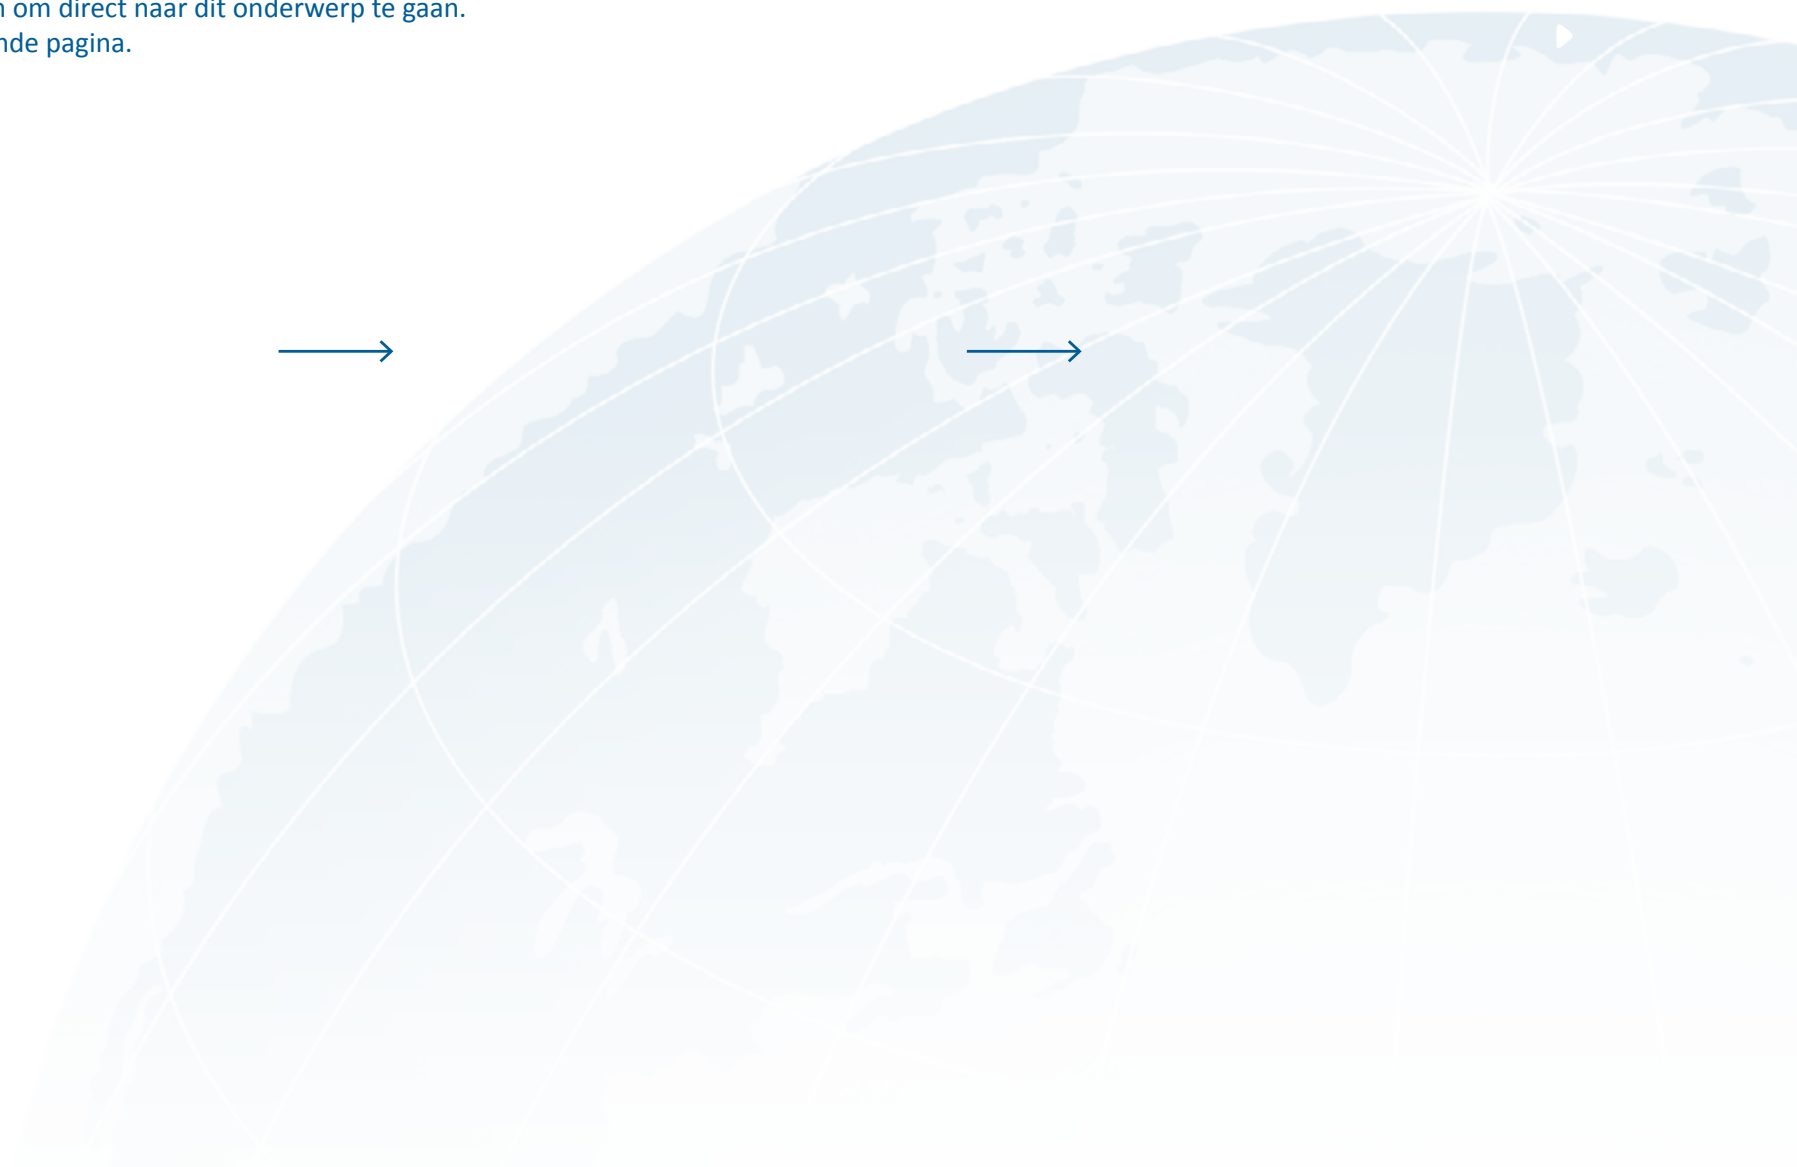 om direct naar dit onderwerp te gaan.
nde pagina.